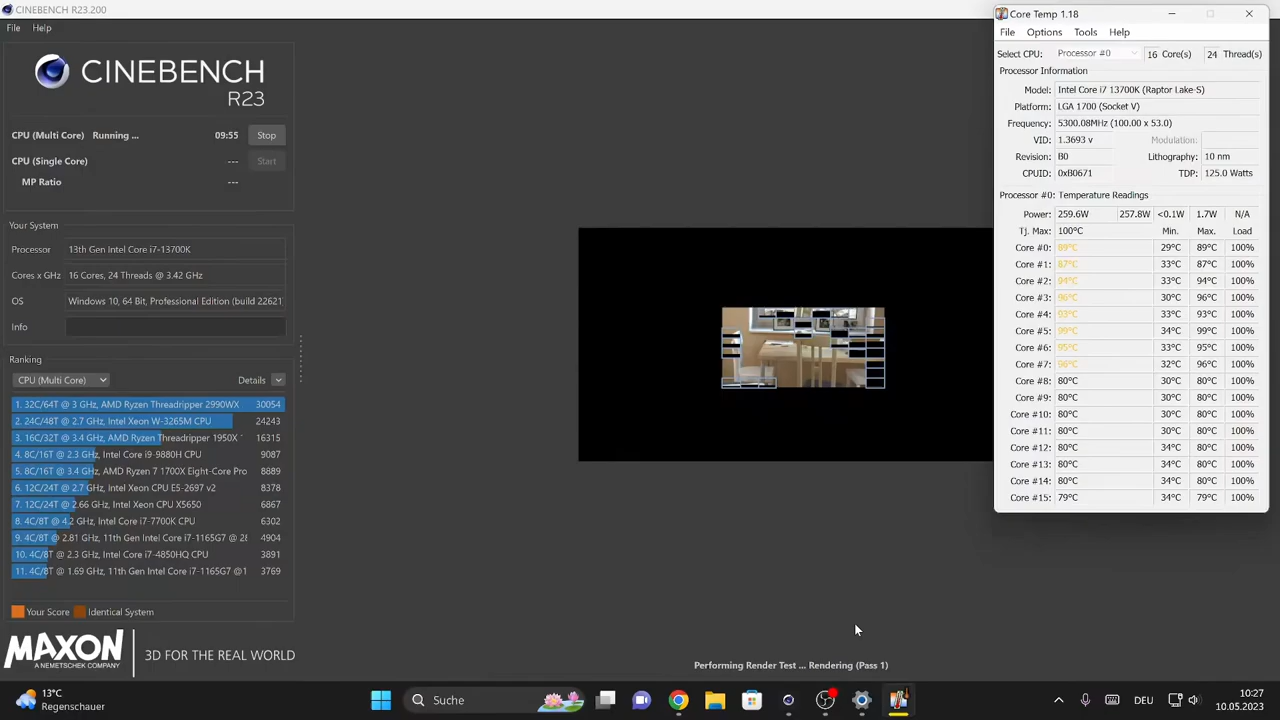 CINEBENCH R23.200
File Help
CINEBENCH
R23
CPU (Multi Core) Running ... 09:55 Stop
CPU (Single Core) --- Start
MP Ratio ---
Your System
Processor 13th Gen Intel Core i7-13700K
Cores x GHz 16 Cores, 24 Threads @ 3.42 GHz
OS Windows 10, 64 Bit, Professional Edition (build 22621
Info
Ranking
CPU (Multi Core) Details
1. 32C/64T @ 3 GHz, AMD Ryzen Threadripper 2990WX 30054
2. 24C/48T @ 2.7 GHz, Intel Xeon W-3265M CPU 24243
3. 16C/32T @ 3.4 GHz, AMD Ryzen Threadripper 1950X 16315
4. 8C/16T @ 2.3 GHz, Intel Core i9-9880H CPU 9087
5. 8C/16T @ 3.4 GHz, AMD Ryzen 7 1700X Eight-Core Pro 8889
6. 12C/24T @ 2.7 GHz, Intel Xeon CPU E5-2697 v2 8378
7. 12C/24T @ 2.66 GHz, Intel Xeon CPU X5650 6867
8. 4C/8T @ 4.2 GHz, Intel Core i7-7700K CPU 6302
9. 4C/8T @ 2.81 GHz, 11th Gen Intel Core i7-1165G7 @ 28 4904
10. 4C/8T @ 2.3 GHz, Intel Core i7-4850HQ CPU 3891
11. 4C/8T @ 1.69 GHz, 11th Gen Intel Core i7-1165G7 @1 3769
Your Score Identical System
MAXON
A NEMETSCHEK COMPANY
3D FOR THE REAL WORLD
Performing Render Test ... Rendering (Pass 1)
Core Temp 1.18
File Options Tools Help
Select CPU: Processor #0 16 Core(s) 24 Thread(s)
Processor Information
Model: Intel Core i7 13700K (Raptor Lake-S)
Platform: LGA 1700 (Socket V)
Frequency: 5300.08MHz (100.00 x 53.0)
VID: 1.3693 v Modulation:
Revision: B0 Lithography: 10 nm
CPUID: 0xB0671 TDP: 125.0 Watts
Processor #0: Temperature Readings
Power: 259.6W 257.8W <0.1W 1.7W N/A
Tj. Max: 100°C Min. Max. Load
Core #0: 89°C 29°C 89°C 100%
Core #1: 87°C 33°C 87°C 100%
Core #2: 94°C 33°C 94°C 100%
Core #3: 96°C 30°C 96°C 100%
Core #4: 93°C 33°C 93°C 100%
Core #5: 99°C 34°C 99°C 100%
Core #6: 95°C 33°C 95°C 100%
Core #7: 96°C 32°C 96°C 100%
Core #8: 80°C 30°C 80°C 100%
Core #9: 80°C 30°C 80°C 100%
Core #10: 80°C 30°C 80°C 100%
Core #11: 80°C 30°C 80°C 100%
Core #12: 80°C 34°C 80°C 100%
Core #13: 80°C 34°C 80°C 100%
Core #14: 80°C 34°C 80°C 100%
Core #15: 79°C 34°C 79°C 100%
13°C
Regenschauer
Suche
DEU
10:27
10.05.2023